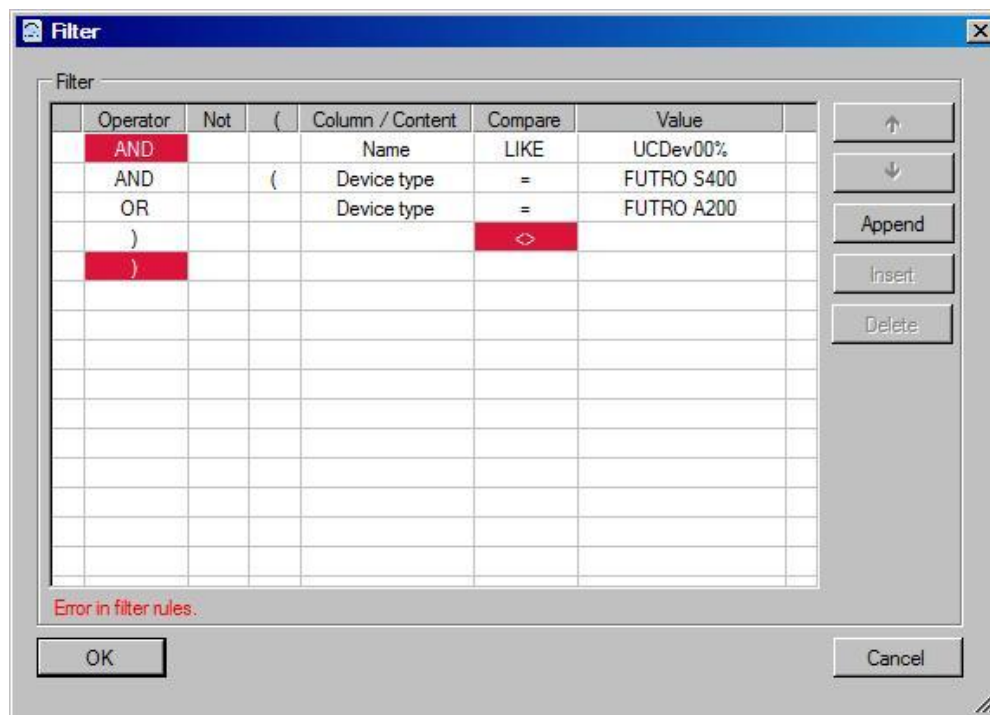 Filter
Filter
Operator Not ( Column / Content Compare Value
AND Name LIKE UCDev00%
AND ( Device type = FUTRO S400
OR Device type = FUTRO A200
) <>
)
Append
Insert
Delete
Error in filter rules.
OK Cancel